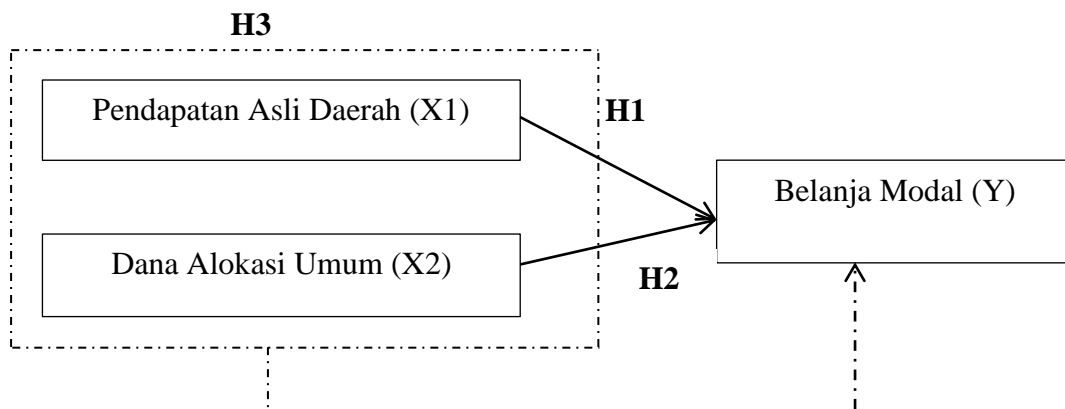 H3
Pendapatan Asli Daerah (X1)
H1
Belanja Modal (Y)
Dana Alokasi Umum (X2)
H2